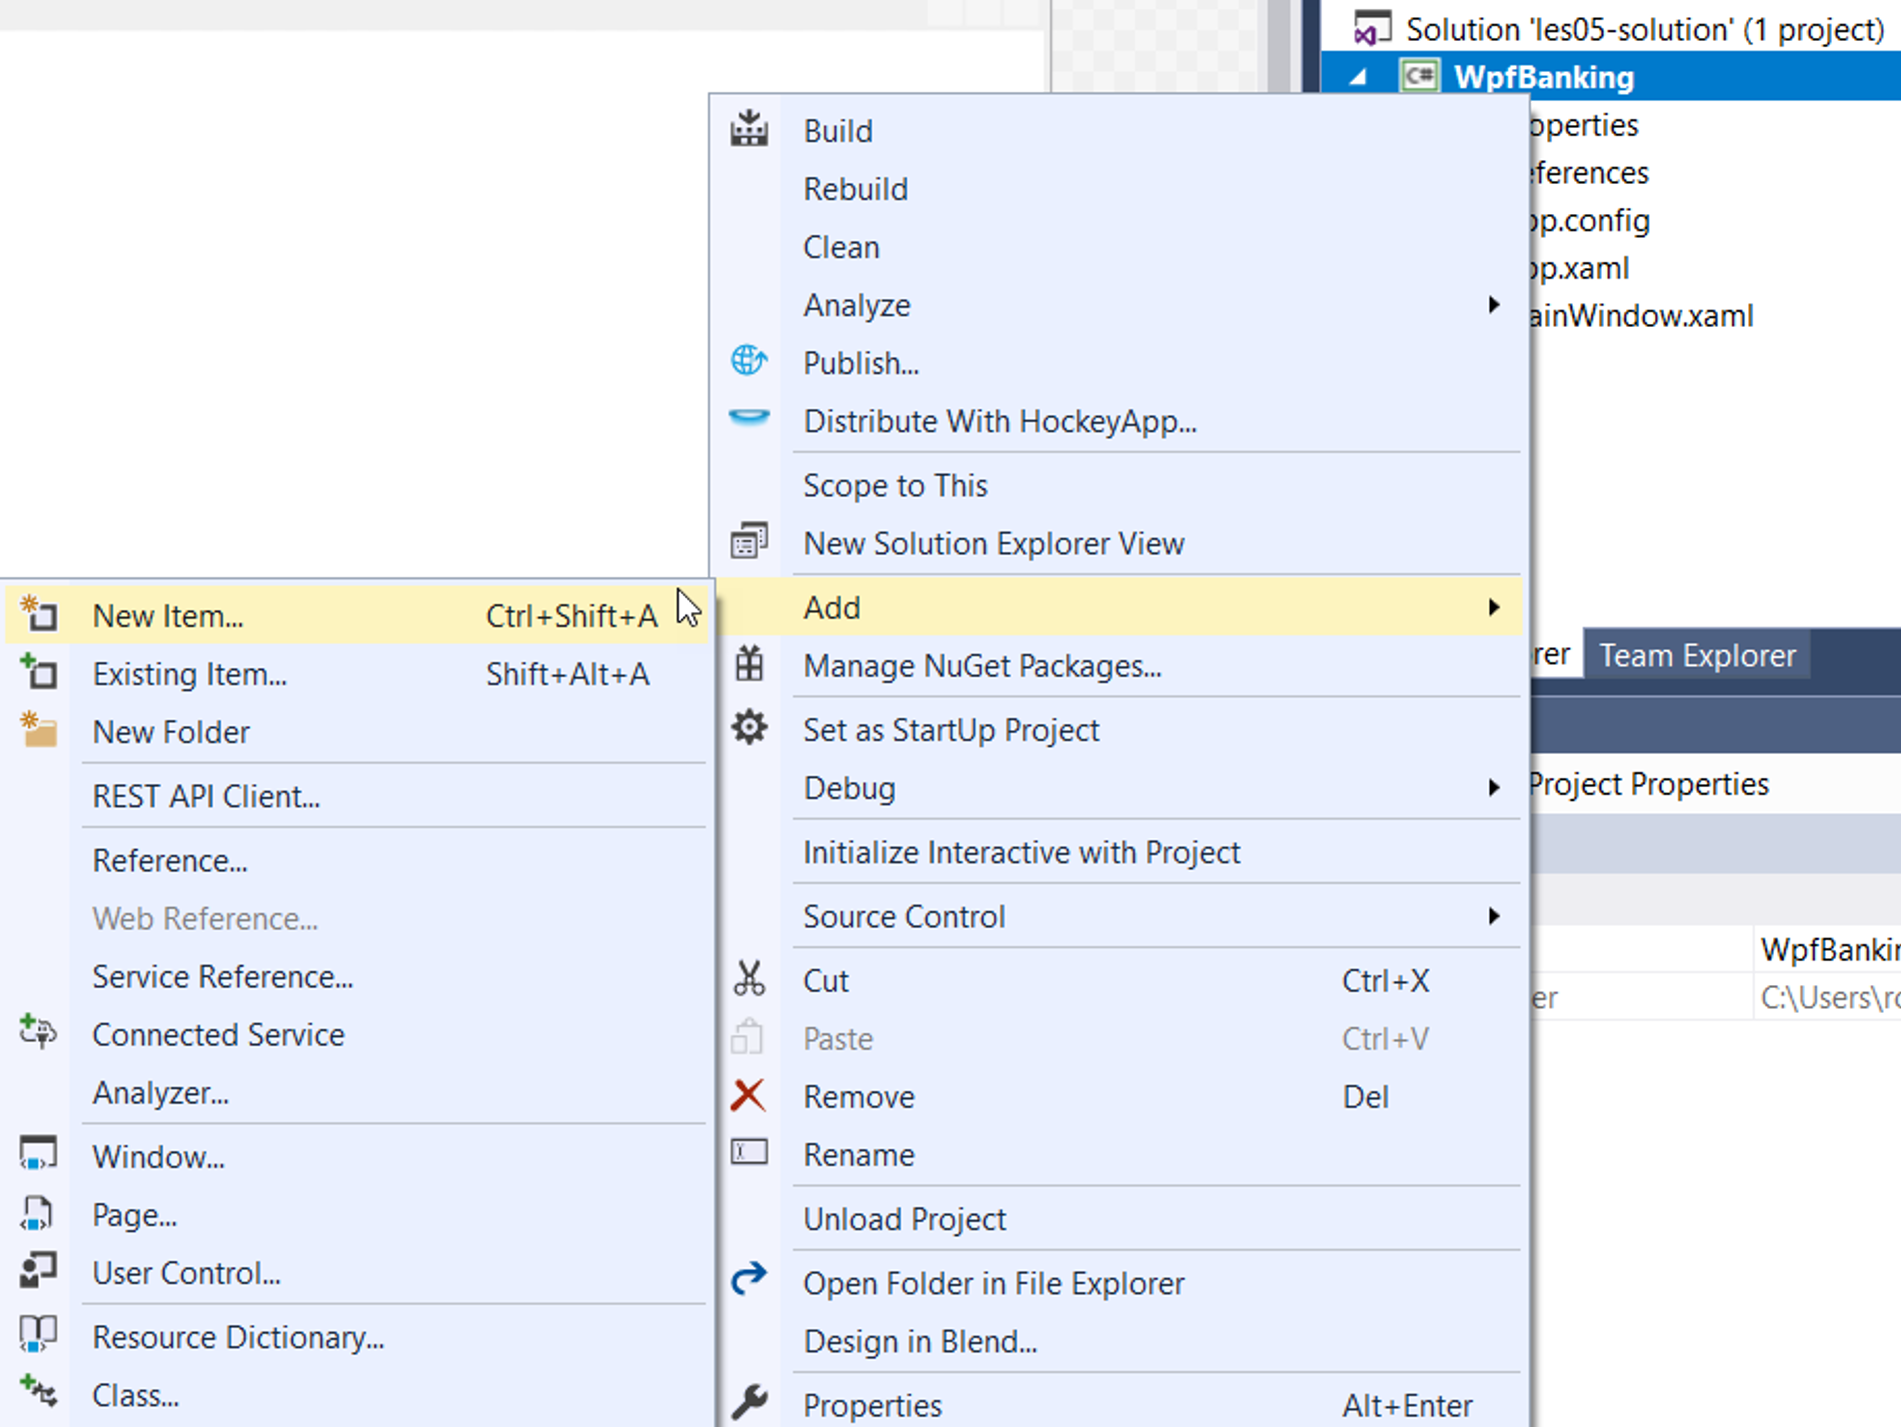 Solution 'les05-solution' (1 project)
C# WpfBanking
operties
eferences
pp.config
pp.xaml
ainWindow.xaml
Build
Rebuild
Clean
Analyze
Publish...
Distribute With HockeyApp...
Scope to This
New Solution Explorer View
Add
Manage NuGet Packages...
Set as StartUp Project
Debug
Initialize Interactive with Project
Source Control
Cut Ctrl+X
Paste Ctrl+V
Remove Del
Rename
Unload Project
Open Folder in File Explorer
Design in Blend...
Properties Alt+Enter
New Item... Ctrl+Shift+A
Existing Item... Shift+Alt+A
New Folder
REST API Client...
Reference...
Web Reference...
Service Reference...
Connected Service
Analyzer...
Window...
Page...
User Control...
Resource Dictionary...
Class...
rer Team Explorer
Project Properties
WpfBankin
er C:\Users\ro